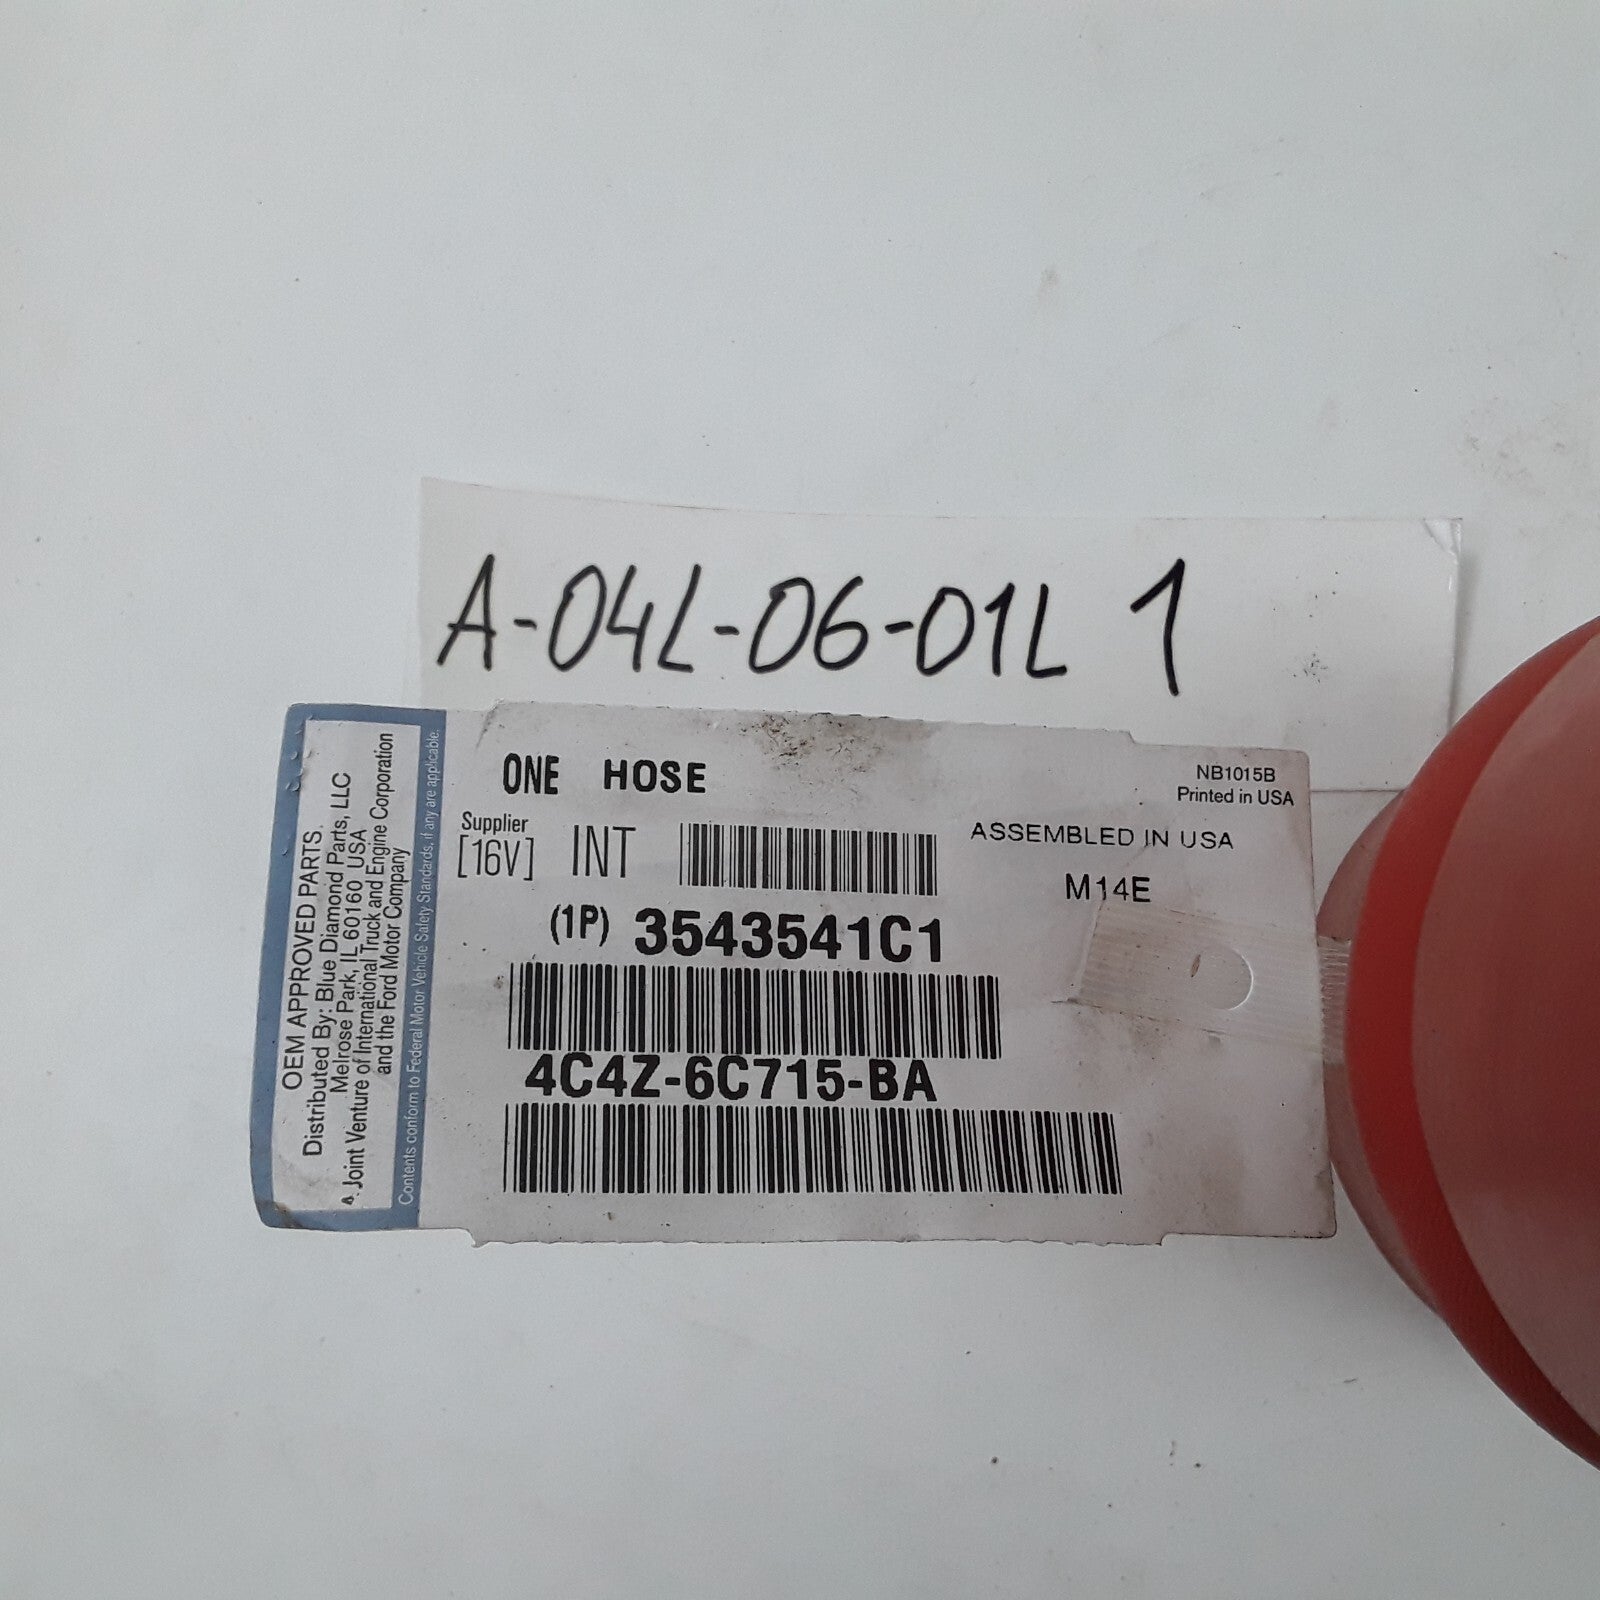 A-04L-06-01L 1
ONE HOSE
NB1015B
Printed in USA
Supplier
[16V] INT
ASSEMBLED IN USA
M14E
(1P) 3543541C1
4C4Z-6C715-BA
OEM APPROVED PARTS.
Distributed By: Blue Diamond Parts, LLC
Melrose Park, IL 60160 USA
A Joint Venture of International Truck and Engine Corporation
and the Ford Motor Company
Contents conform to Federal Motor Vehicle Safety Standards, if any are applicable.